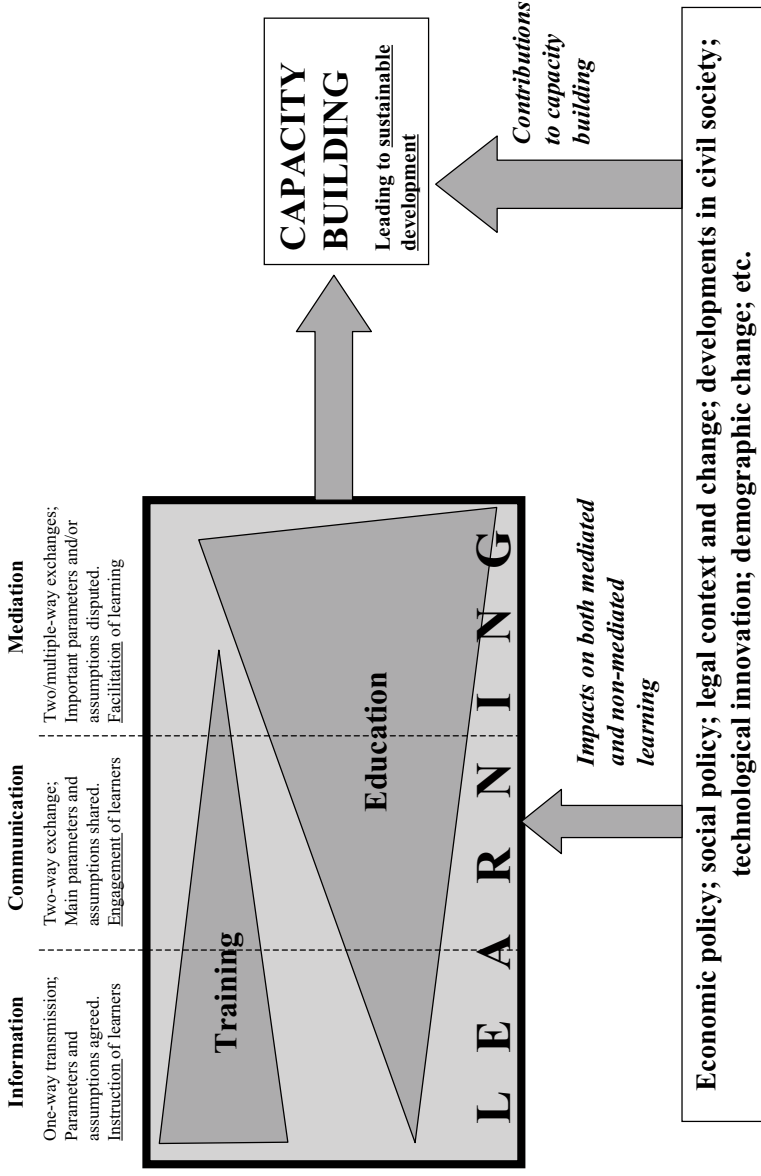 Information
One-way transmission;
Parameters and
assumptions agreed.
Instruction of learners
Communication
Two-way exchange;
Main parameters and
assumptions shared.
Engagement of learners
Mediation
Two/multiple-way exchanges;
Important parameters and/or
assumptions disputed.
Facilitation of learning
Training
Education
L E A R N I N G
CAPACITY
BUILDING
Leading to sustainable
development
Impacts on both mediated
and non-mediated
learning
Contributions
to capacity
building
Economic policy; social policy; legal context and change; developments in civil society;
technological innovation; demographic change; etc.